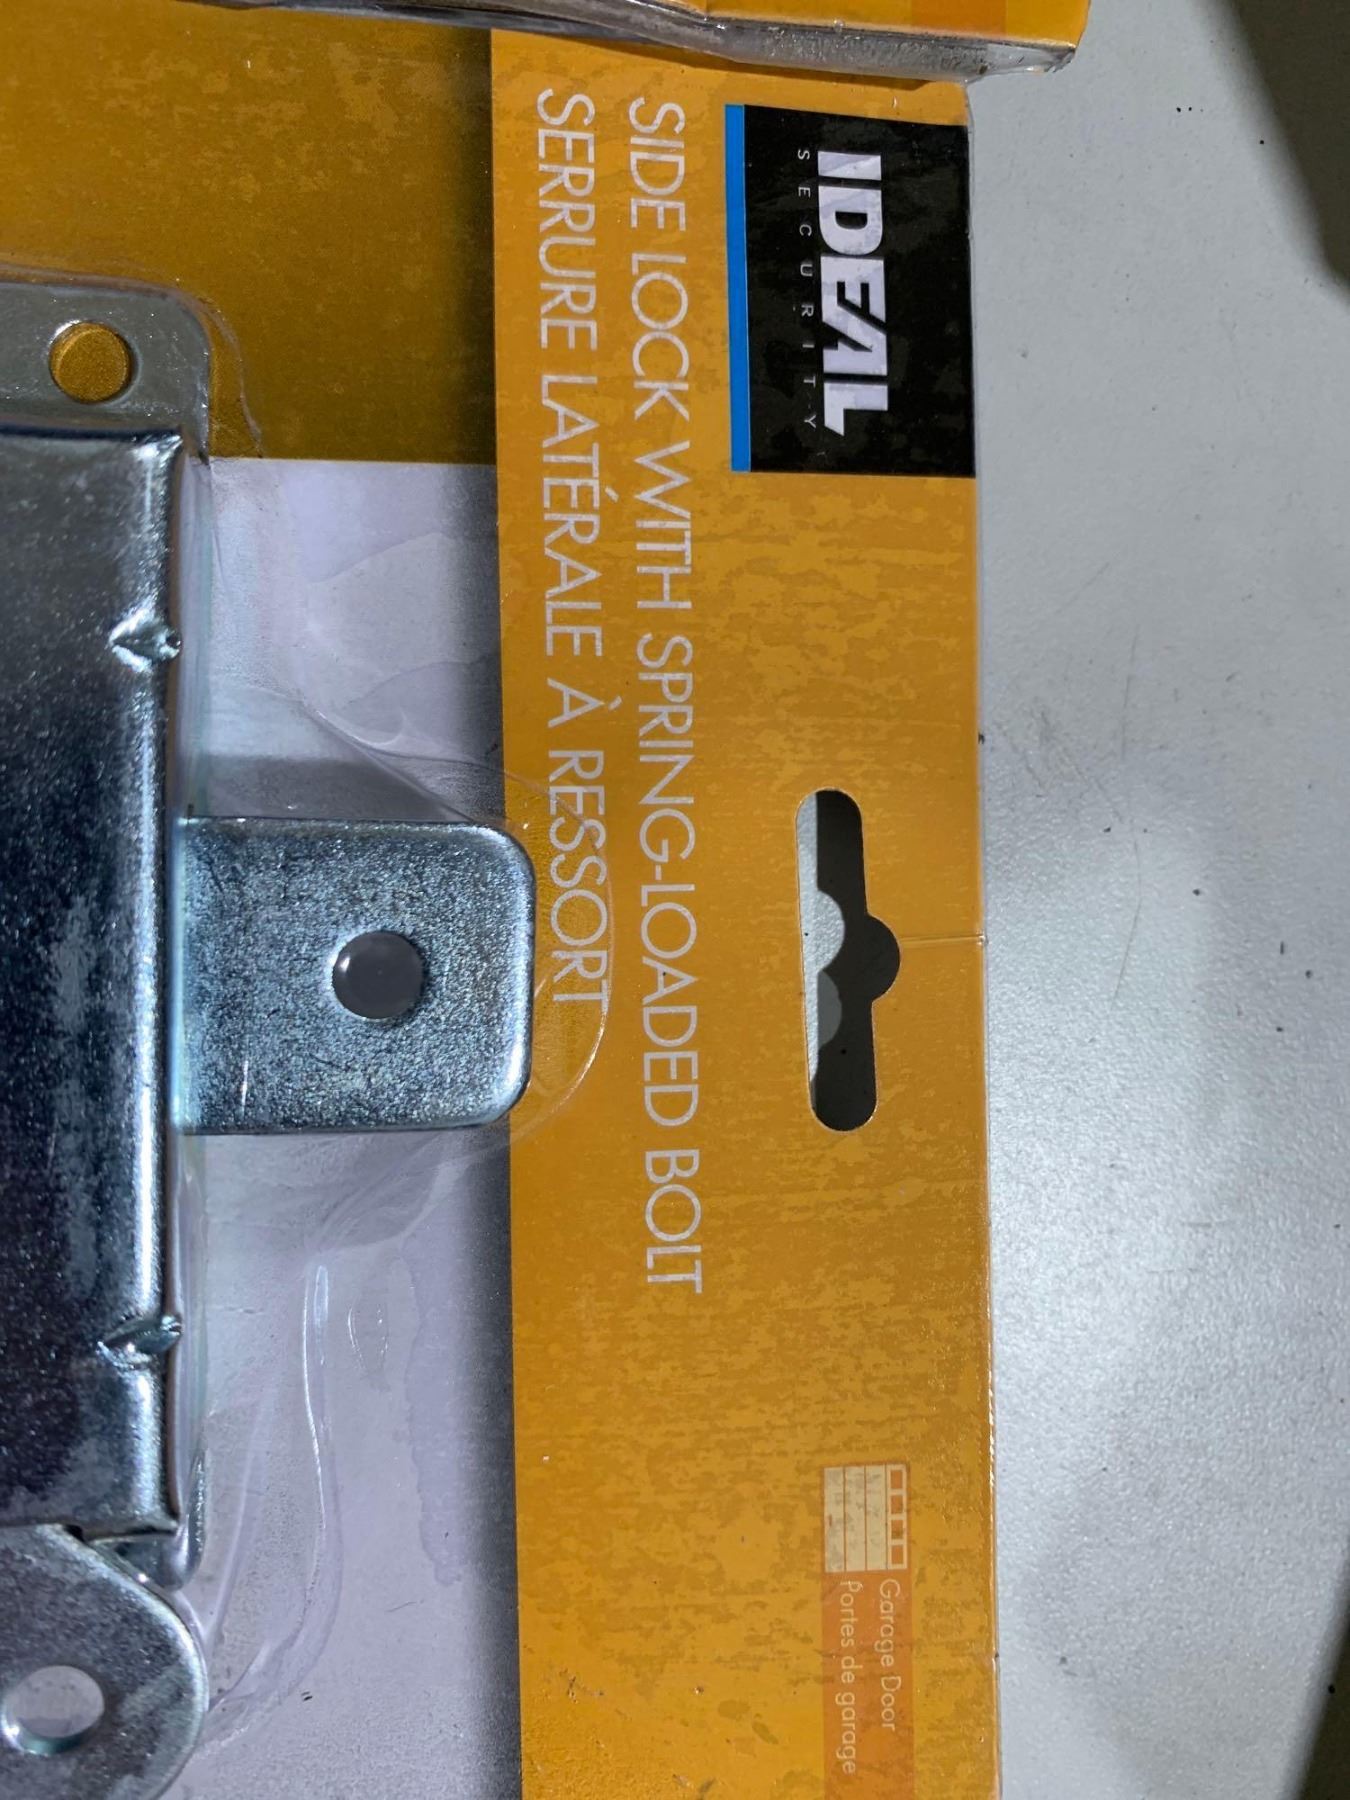 IDEAL
SECURITY
SIDE LOCK WITH SPRING-LOADED BOLT
SERRURE LATÉRALE À RESSORT
Garage Door
Portes de garage